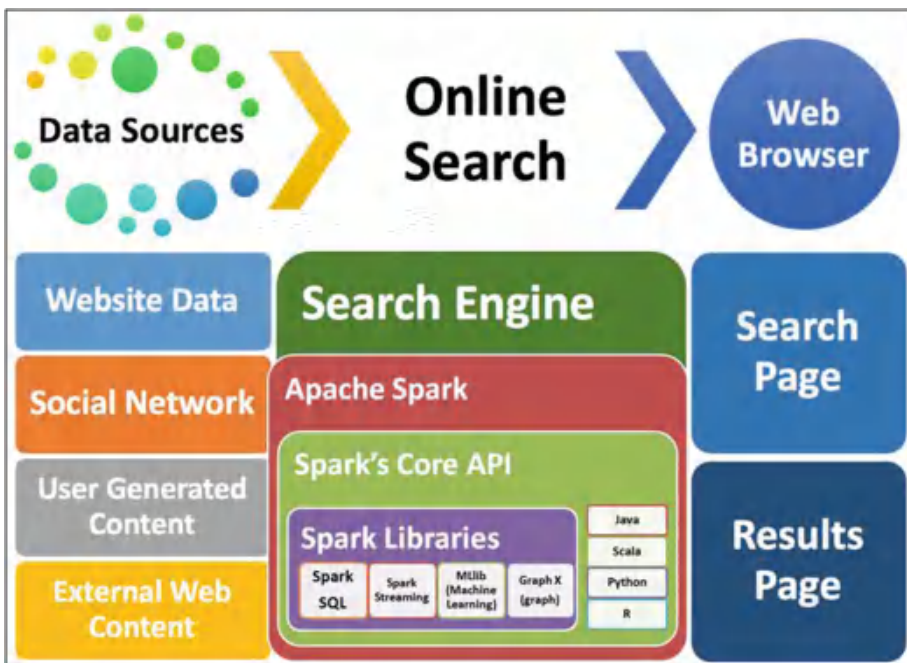 Data Sources
Online
Search
Web
Browser
Website Data
Social Network
User Generated
Content
External Web
Content
Search Engine
Apache Spark
Spark's Core API
Spark Libraries
Spark
SQL
Spark
Streaming
MLlib
(Machine
Learning)
Graph X
(graph)
Java
Scala
Python
R
Search
Page
Results
Page